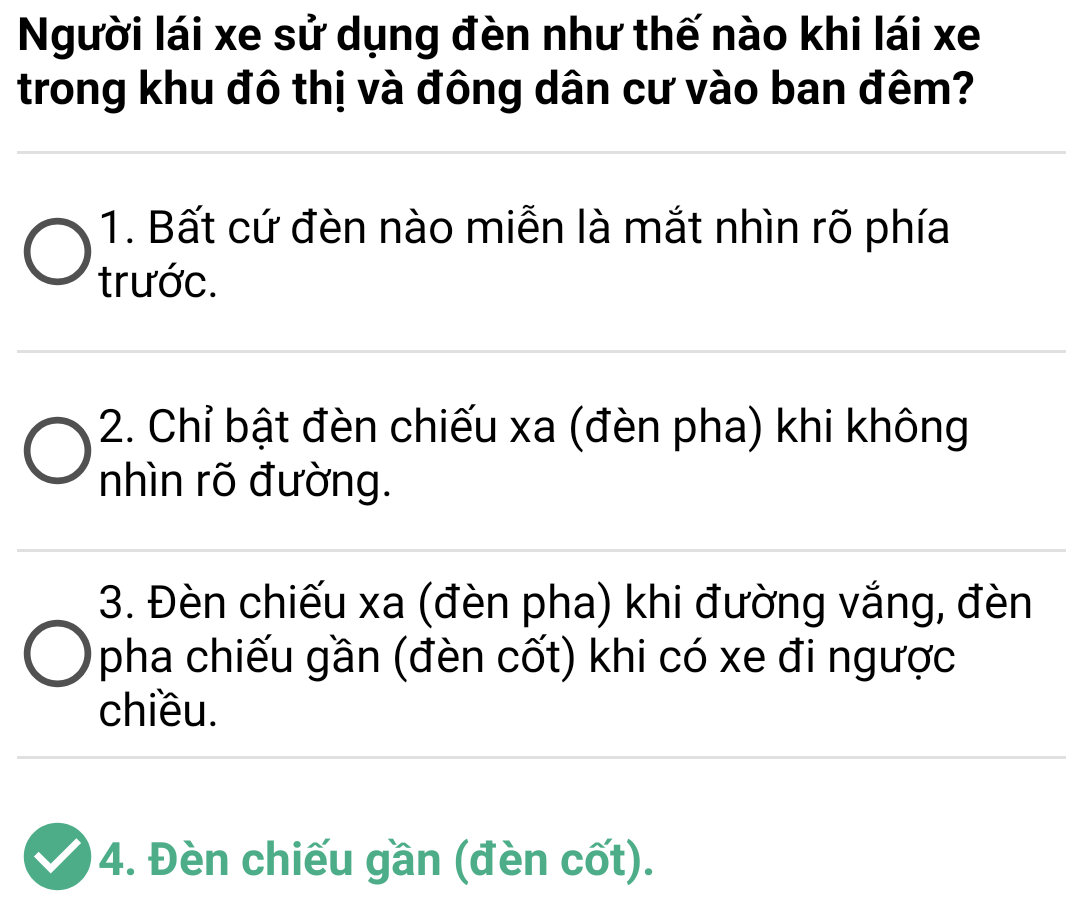 Người lái xe sử dụng đèn như thế nào khi lái xe
trong khu đô thị và đông dân cư vào ban đêm?
1. Bất cứ đèn nào miễn là mắt nhìn rõ phía
trước.
2. Chỉ bật đèn chiếu xa (đèn pha) khi không
nhìn rõ đường.
3. Đèn chiếu xa (đèn pha) khi đường vắng, đèn
pha chiếu gần (đèn cốt) khi có xe đi ngược
chiều.
4. Đèn chiếu gần (đèn cốt).